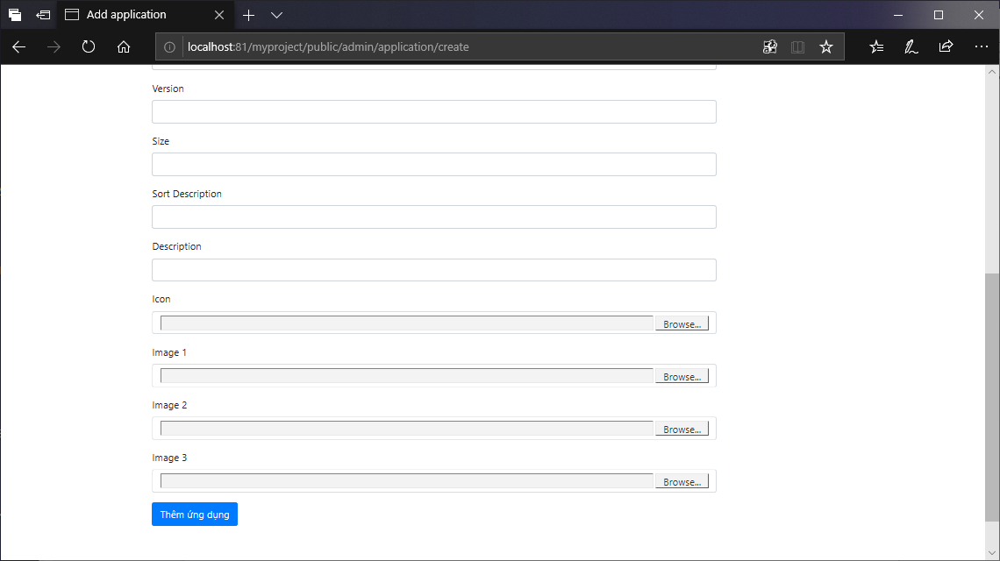 Add application
localhost:81/myproject/public/admin/application/create
Version
Size
Sort Description
Description
Icon
Browse...
Image 1
Browse...
Image 2
Browse...
Image 3
Browse...
Thêm ứng dụng